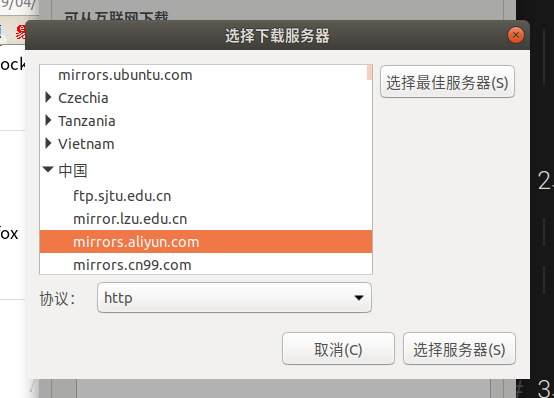 9/04/
可从互联网下载
选择下载服务器
ock
mirrors.ubuntu.com
选择最佳服务器(S)
Czechia
Tanzania
Vietnam
中国
ftp.sjtu.edu.cn
2.
mirror.lzu.edu.cn
fox
mirrors.aliyun.com
mirrors.cn99.com
协议:
http
取消(C)
选择服务器(S)
# 3.